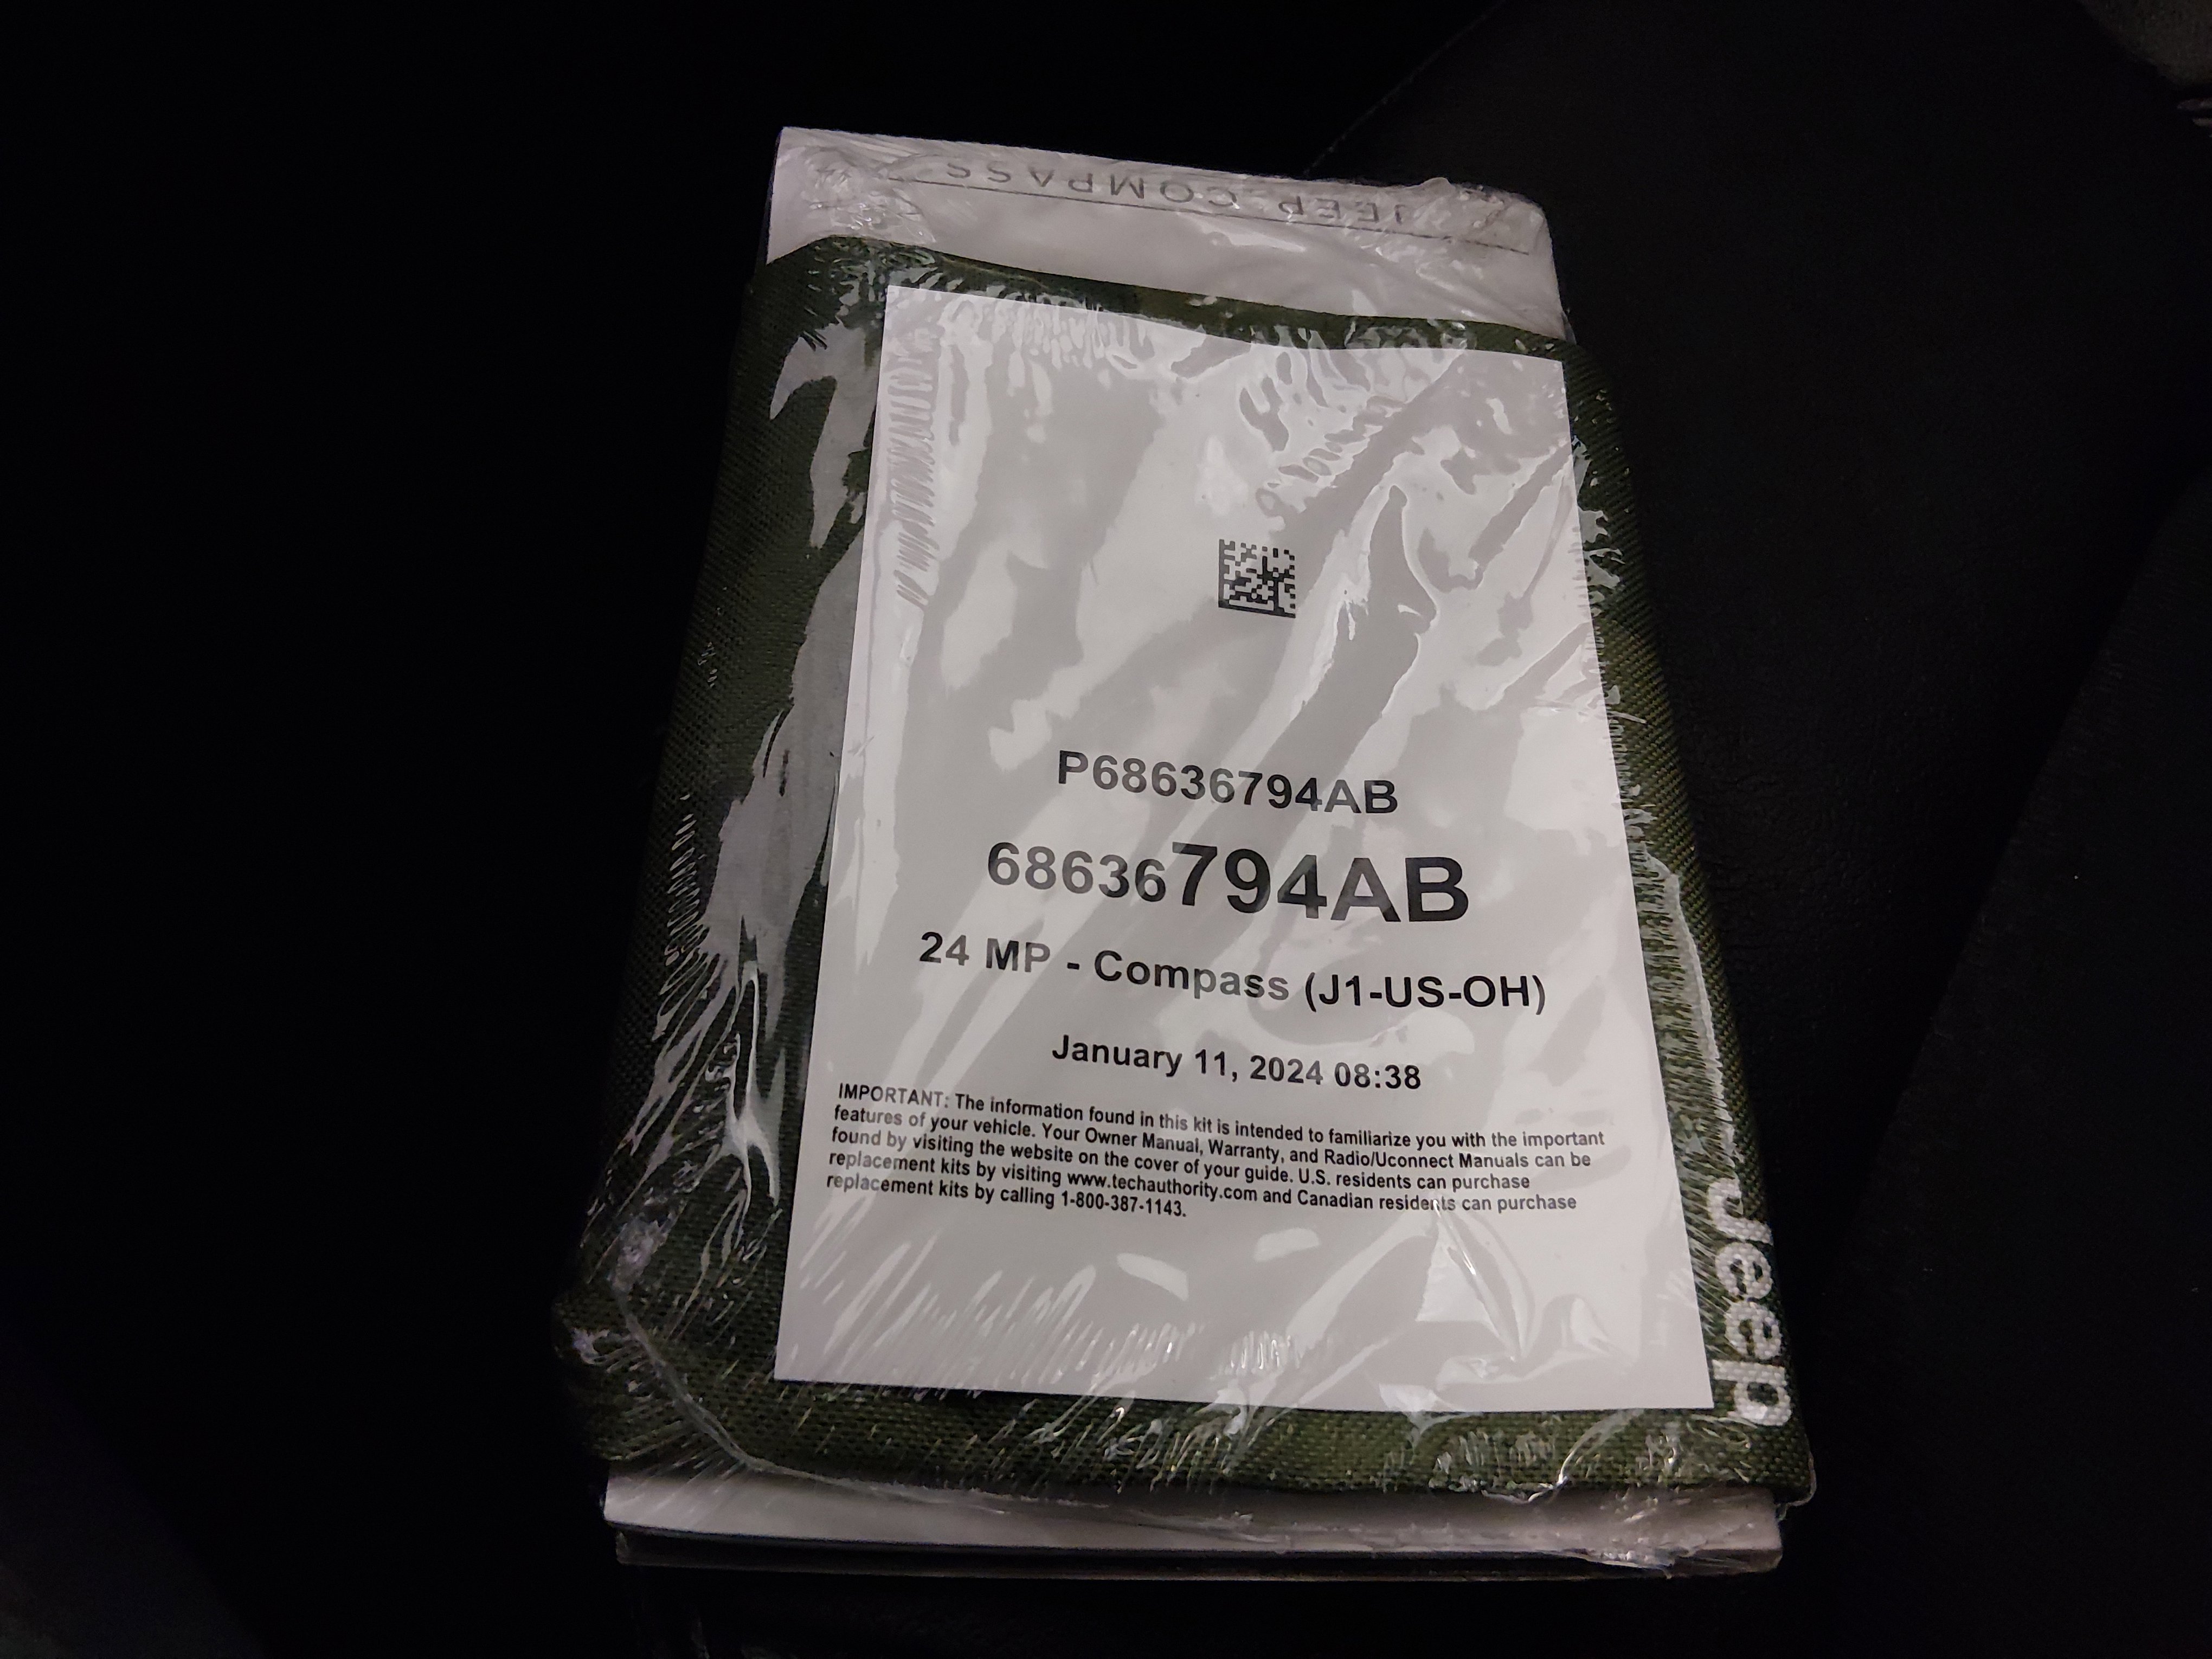 JEEP COMPASS
P68636794AB
68636794AB
24 MP - Compass (J1-US-OH)
January 11, 2024 08:38
IMPORTANT: The information found in this kit is intended to familiarize you with the important
features of your vehicle. Your Owner Manual, Warranty, and Radio/Uconnect Manuals can be
found by visiting the website on the cover of your guide. U.S. residents can purchase
replacement kits by visiting www.techauthority.com and Canadian residents can purchase
replacement kits by calling 1-800-387-1143.
Jeep